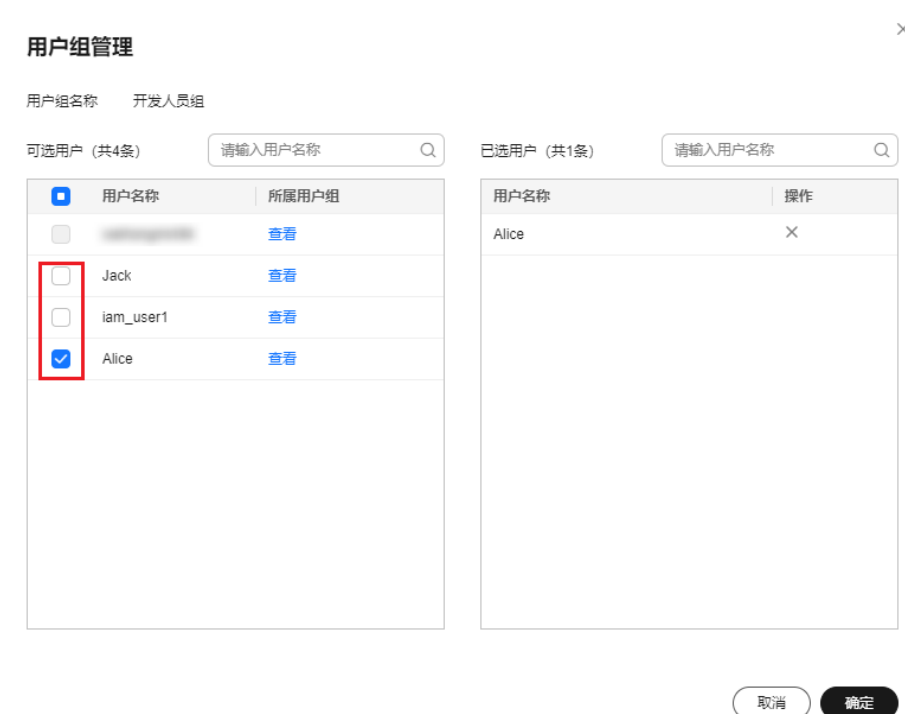 用户组管理
用户组名称 开发人员组
可选用户（共4条） 请输入用户名称
用户名称 所属用户组
查看
Jack 查看
iam_user1 查看
Alice 查看
已选用户（共1条） 请输入用户名称
用户名称 操作
Alice
取消 确定